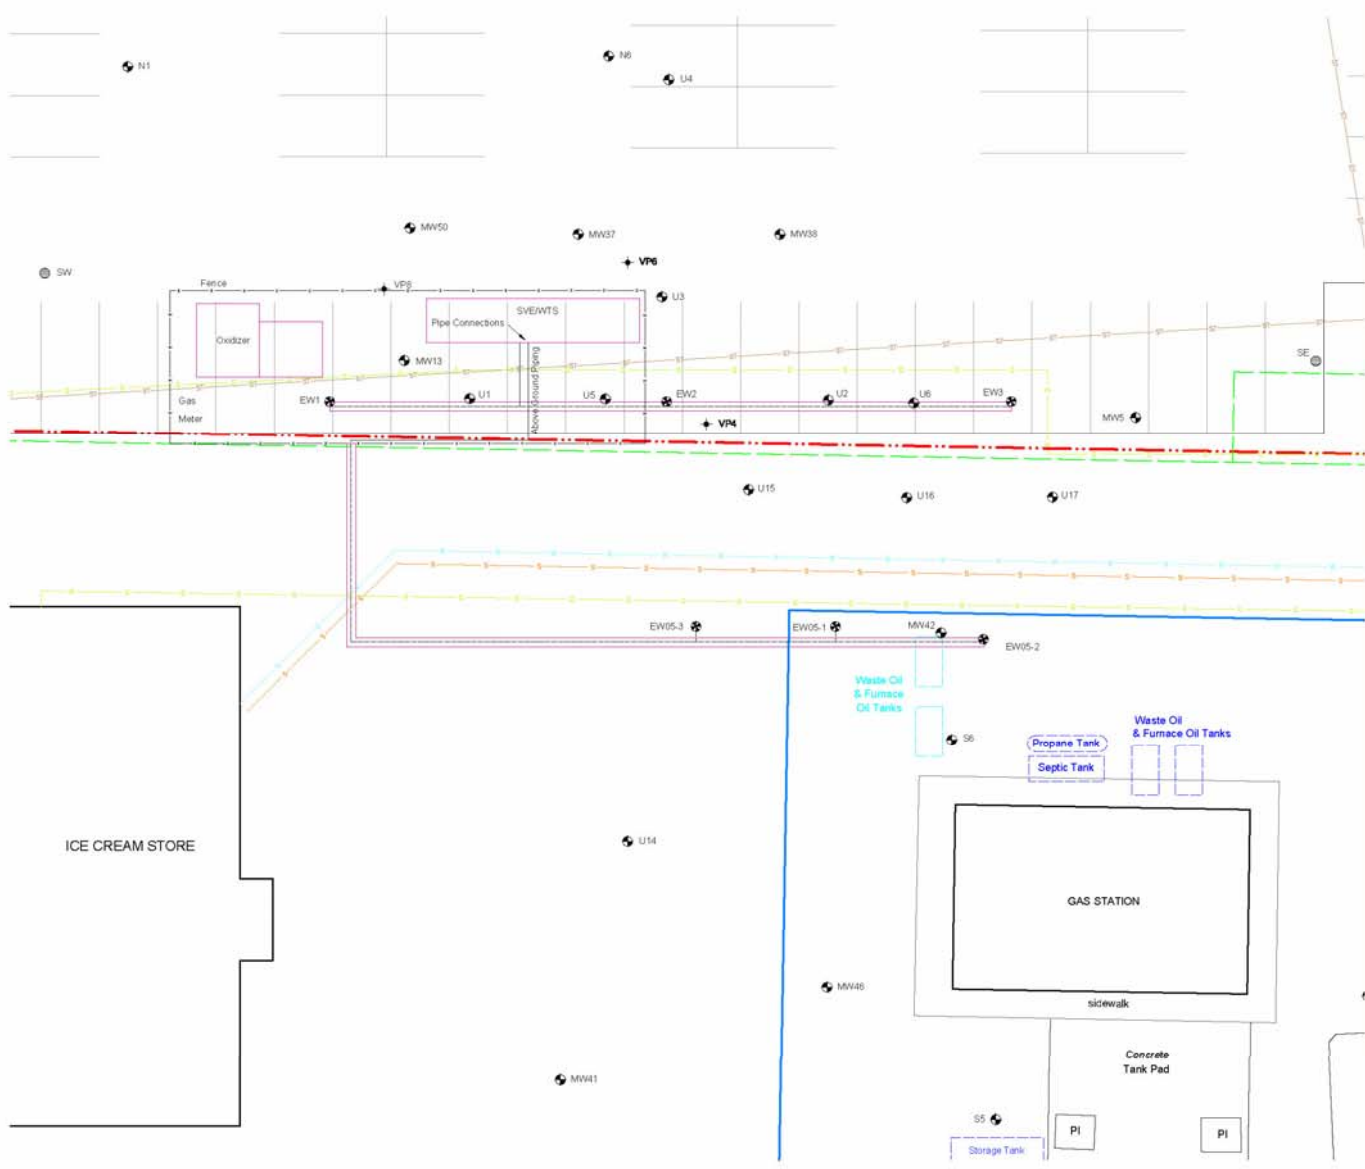 N1
N6
U4
MW50
MW37
MW38
VP6
SW
Fence
VP8
U3
SVE/WTS
Pipe Connections
Oxidizer
Above Ground Piping
MW13
SE
Gas
Meter
EW1
U1
U5
EW2
U2
U6
EW3
MW5
VP4
U15
U16
U17
EW05-3
EW05-1
MW42
EW05-2
Waste Oil
& Furnace
Oil Tanks
Waste Oil
& Furnace Oil Tanks
S6
Propane Tank
Septic Tank
ICE CREAM STORE
U14
GAS STATION
MW46
sidewalk
Concrete
Tank Pad
MW41
S5
PI
PI
Storage Tank